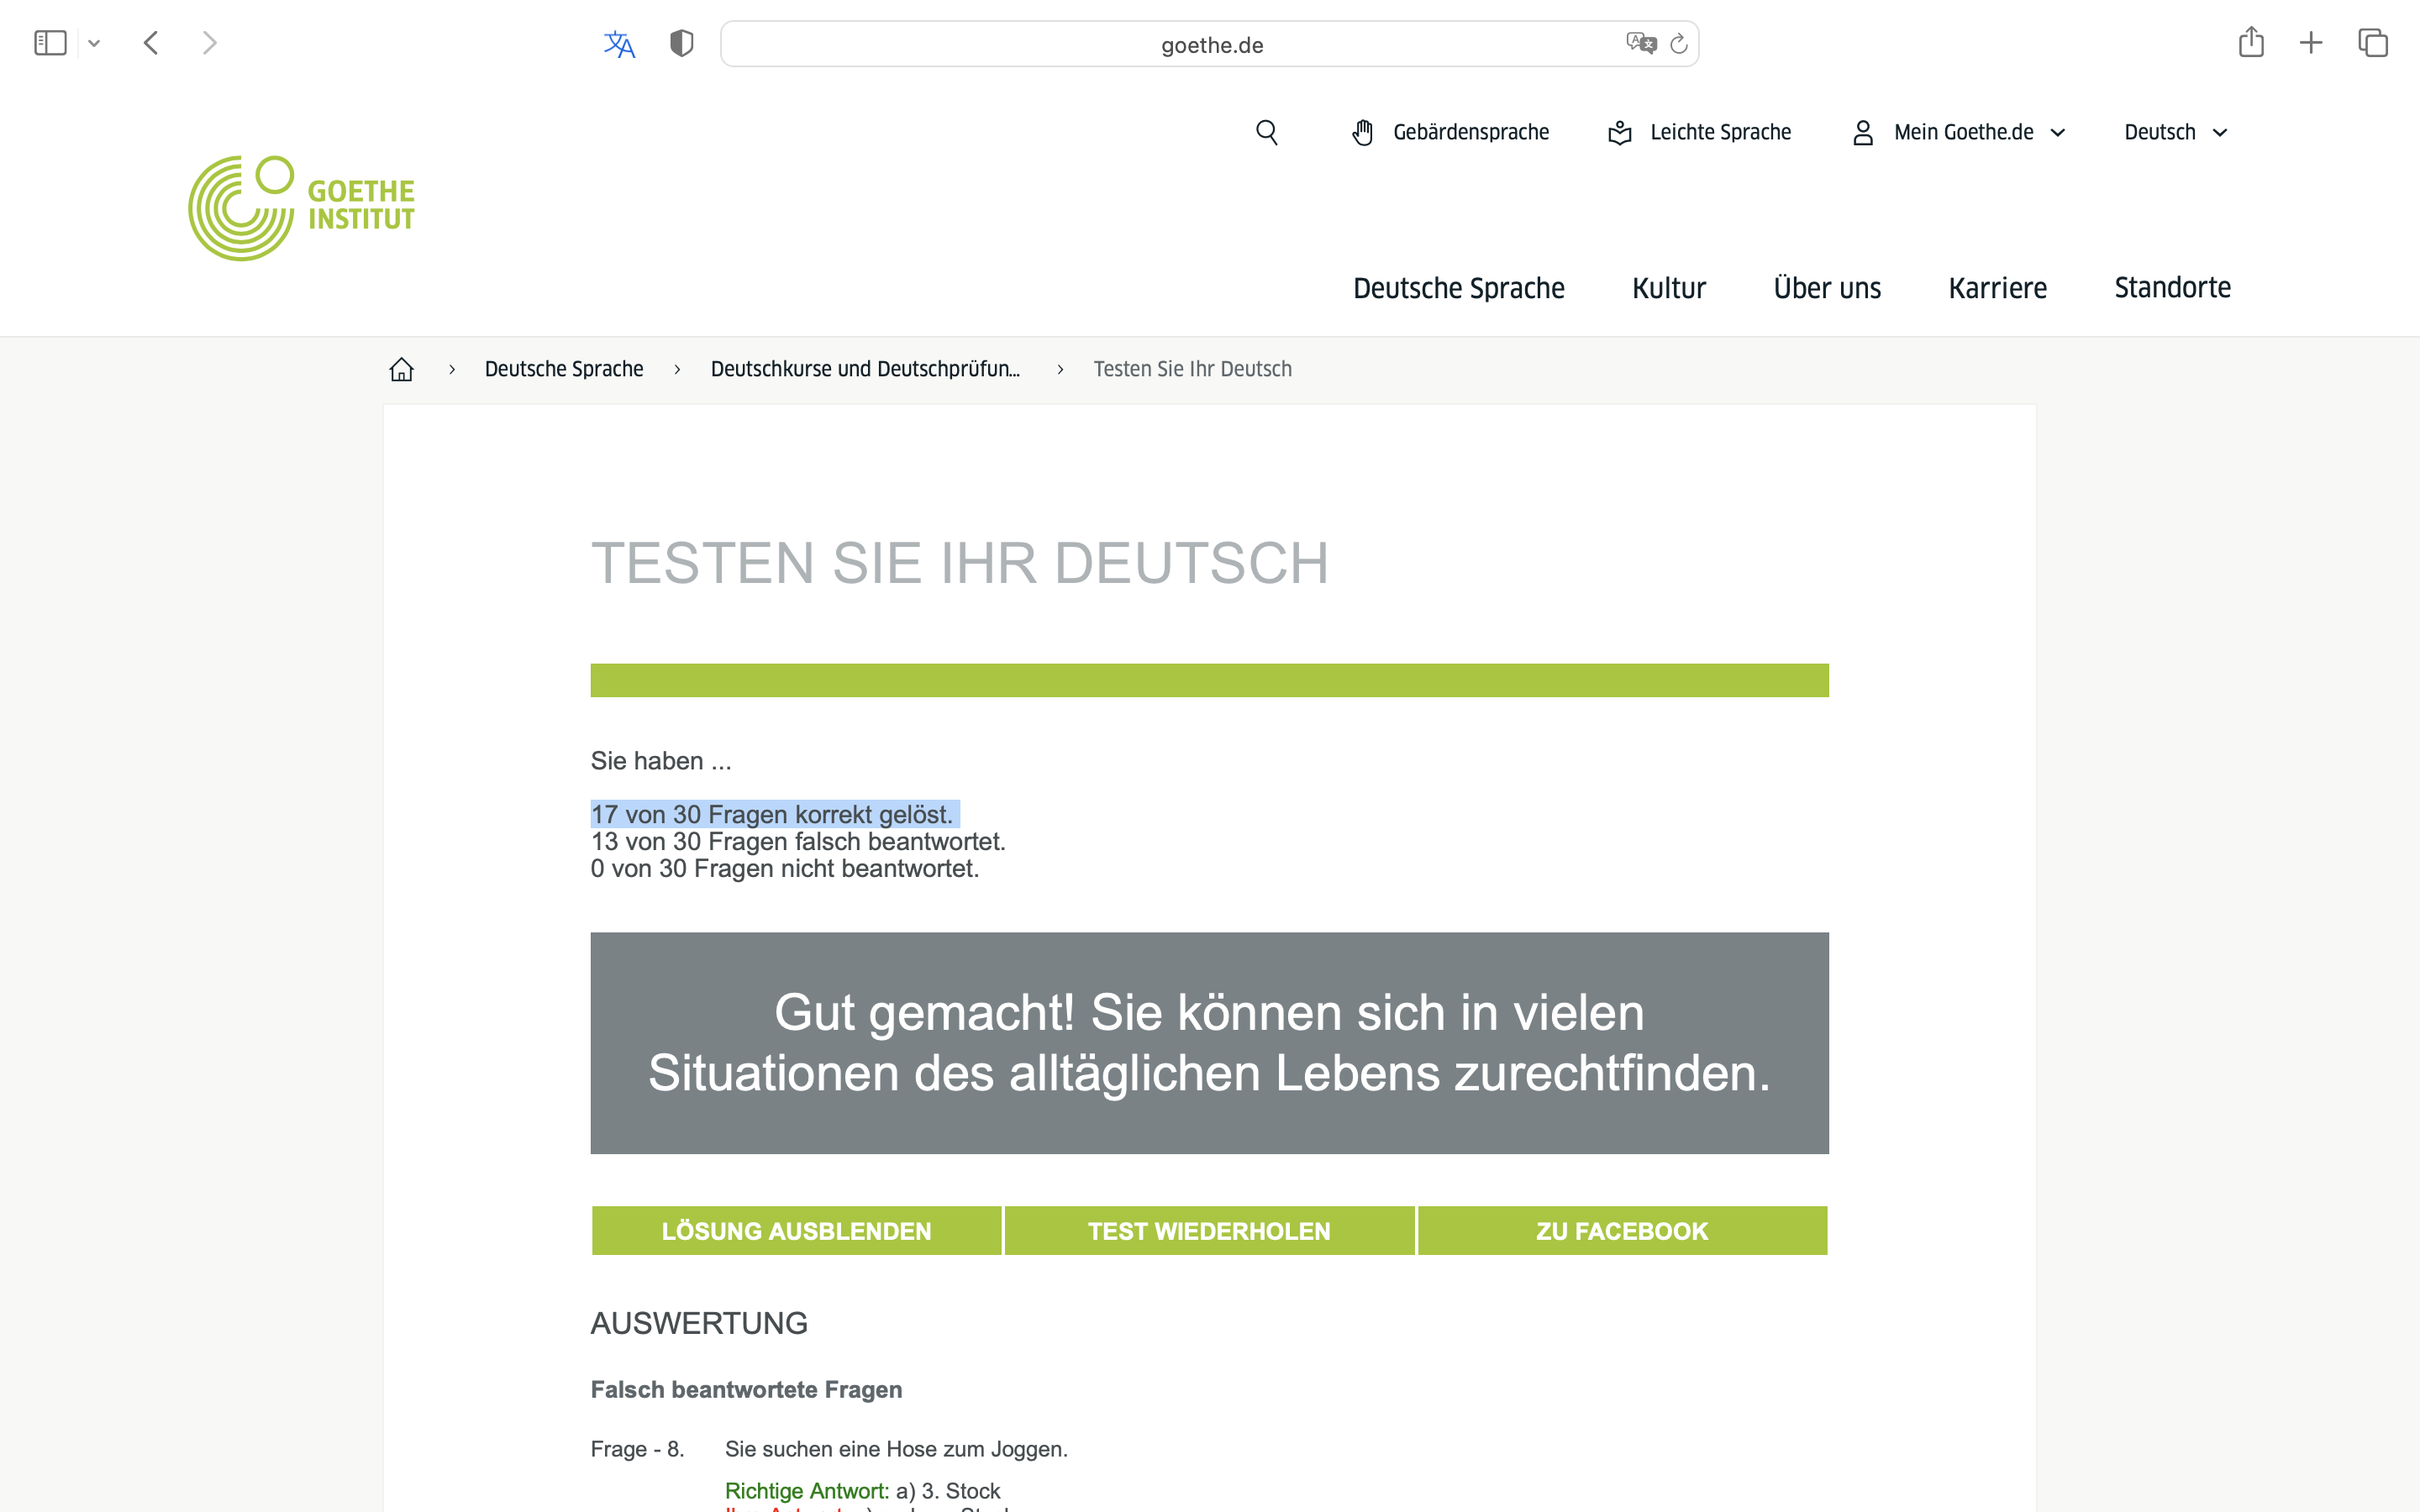 goethe.de
Gebärdensprache
Leichte Sprache
Mein Goethe.de
Deutsch
GOETHE
INSTITUT
Deutsche Sprache
Kultur
Über uns
Karriere
Standorte
Deutsche Sprache
Deutschkurse und Deutschprüfun...
Testen Sie Ihr Deutsch
TESTEN SIE IHR DEUTSCH
Sie haben ...
17 von 30 Fragen korrekt gelöst.
13 von 30 Fragen falsch beantwortet.
0 von 30 Fragen nicht beantwortet.
Gut gemacht! Sie können sich in vielen
Situationen des alltäglichen Lebens zurechtfinden.
LÖSUNG AUSBLENDEN
TEST WIEDERHOLEN
ZU FACEBOOK
AUSWERTUNG
Falsch beantwortete Fragen
Frage - 8. Sie suchen eine Hose zum Joggen.
Richtige Antwort: a) 3. Stock